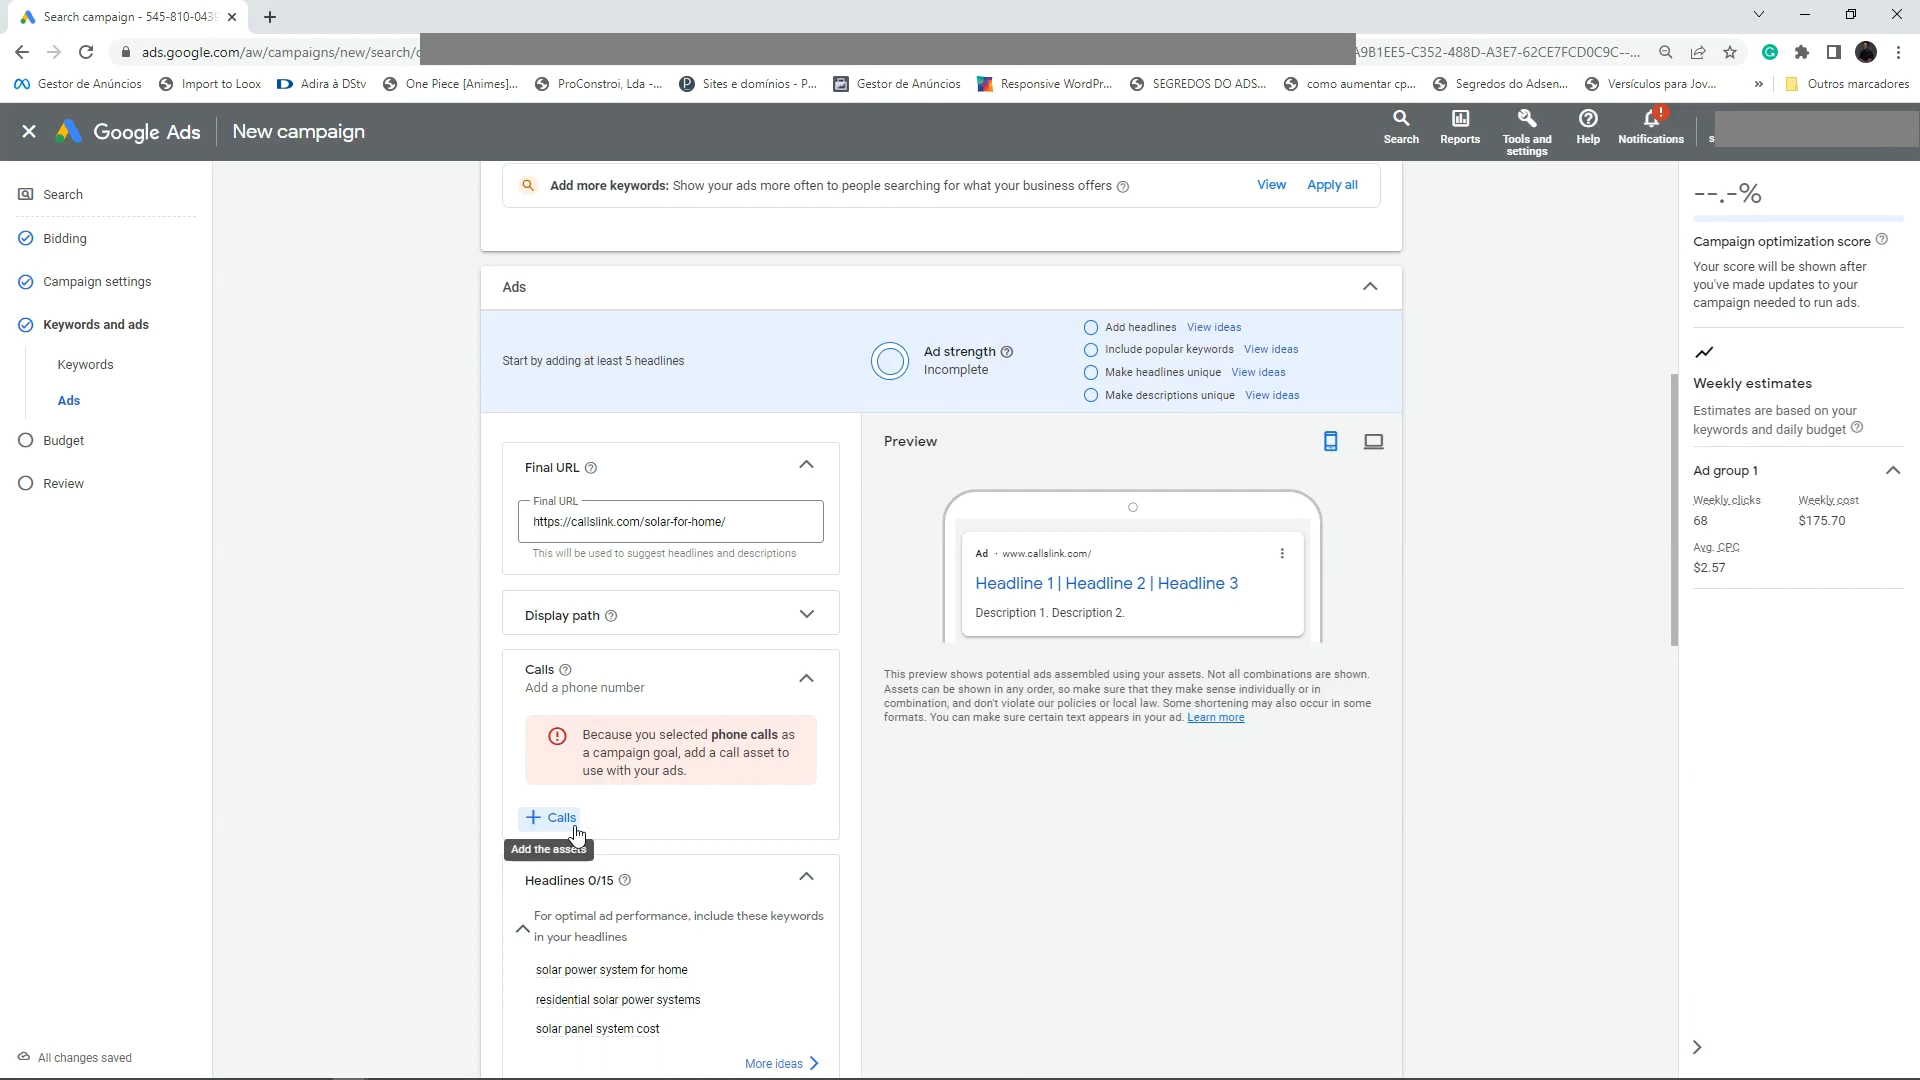 Search campaign - 545-810-0439
ads.google.com/aw/campaigns/new/search/c
A9B1EE5-C352-488D-A3E7-62CE7FCD0C9C--...
Gestor de Anúncios
Import to Loox
Adira à DStv
One Piece [Animes]...
ProConstroi, Lda -...
Sites e domínios - P...
Gestor de Anúncios
Responsive WordPr...
SEGREDOS DO ADS...
como aumentar cp...
Segredos do Adsen...
Versículos para Jov...
»
Outros marcadores
Google Ads
New campaign
Search
Reports
Tools and
settings
Help
Notifications
s
Search
Bidding
Campaign settings
Keywords and ads
Keywords
Ads
Budget
Review
All changes saved
Add more keywords: Show your ads more often to people searching for what your business offers
View
Apply all
Ads
Start by adding at least 5 headlines
Ad strength
Incomplete
Add headlines View ideas
Include popular keywords View ideas
Make headlines unique View ideas
Make descriptions unique View ideas
Final URL
Final URL
https://callslink.com/solar-for-home/
This will be used to suggest headlines and descriptions
Display path
Calls
Add a phone number
Because you selected phone calls as
a campaign goal, add a call asset to
use with your ads.
+ Calls
Add the assets
Headlines 0/15
For optimal ad performance, include these keywords
in your headlines
solar power system for home
residential solar power systems
solar panel system cost
More ideas
Preview
Ad · www.callslink.com/
Headline 1 | Headline 2 | Headline 3
Description 1. Description 2.
This preview shows potential ads assembled using your assets. Not all combinations are shown.
Assets can be shown in any order, so make sure that they make sense individually or in
combination, and don't violate our policies or local law. Some shortening may also occur in some
formats. You can make sure certain text appears in your ad. Learn more
--.-%
Campaign optimization score
Your score will be shown after
you've made updates to your
campaign needed to run ads.
Weekly estimates
Estimates are based on your
keywords and daily budget
Ad group 1
Weekly clicks
Weekly cost
68
$175.70
Avg. CPC
$2.57